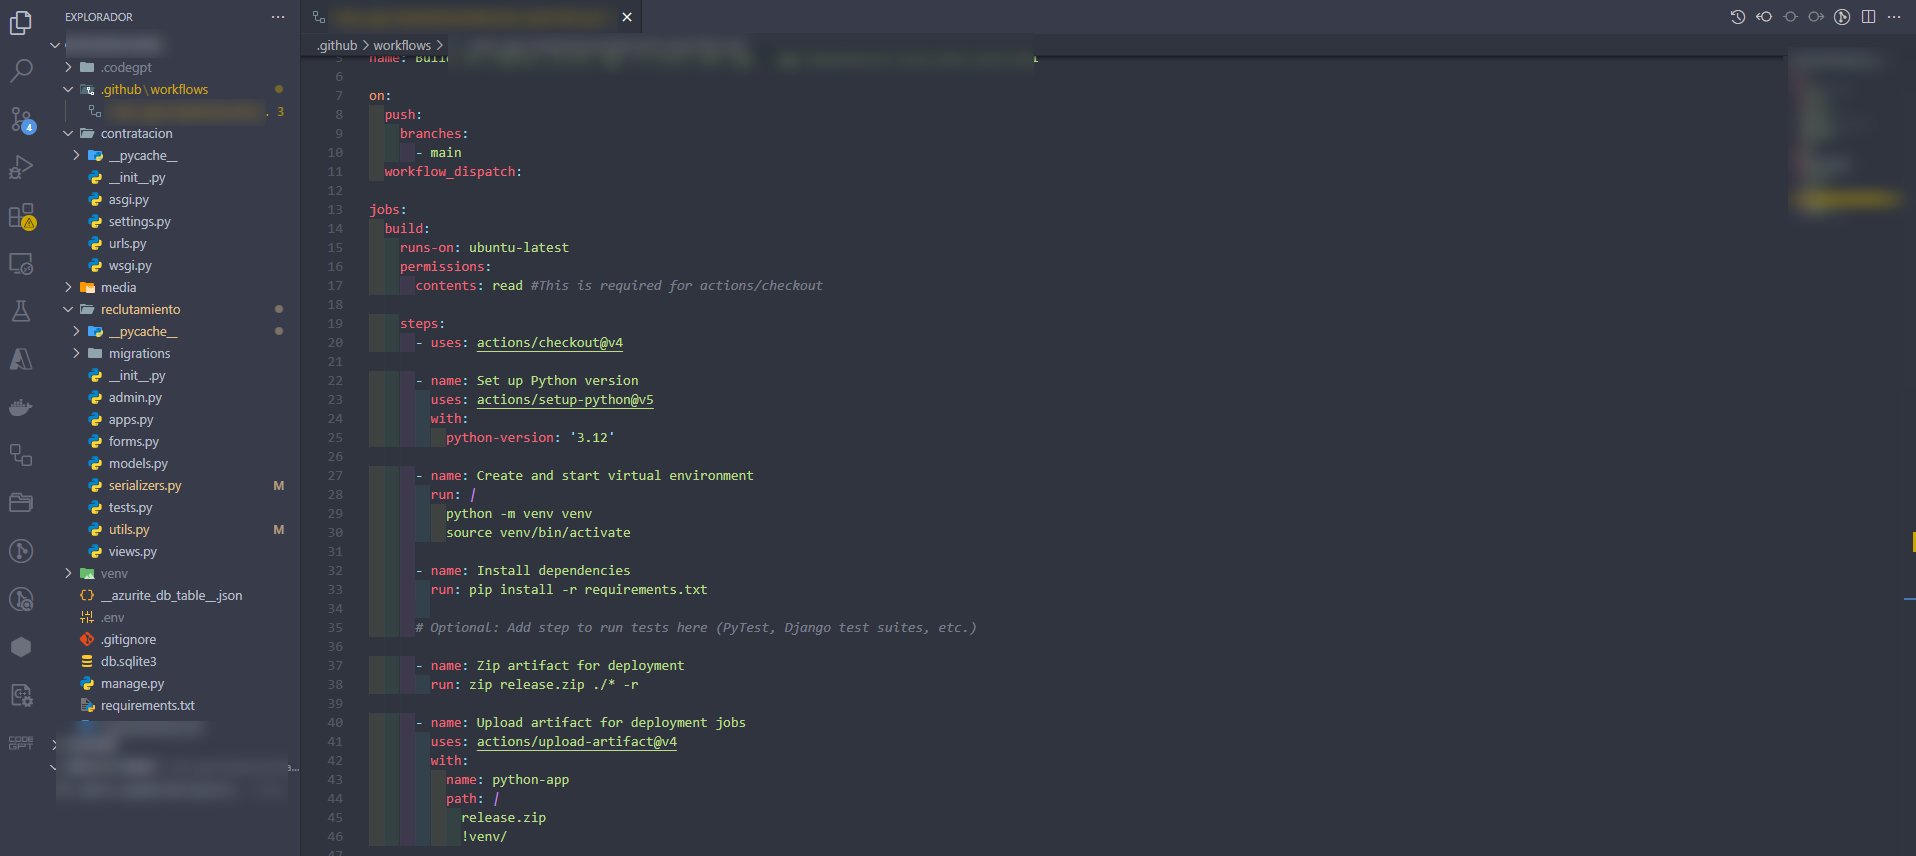 EXPLORADOR
.codegpt
.github\workflows
3
contratacion
__pycache__
__init__.py
asgi.py
settings.py
urls.py
wsgi.py
media
reclutamiento
__pycache__
migrations
__init__.py
admin.py
apps.py
forms.py
models.py
serializers.py M
tests.py
utils.py M
views.py
venv
__azurite_db_table__.json
.env
.gitignore
db.sqlite3
manage.py
requirements.txt
4
CODE
GPT
.github > workflows >
5 name: Buil
6
7 on:
8 push:
9 branches:
10 - main
11 workflow_dispatch:
12
13 jobs:
14 build:
15 runs-on: ubuntu-latest
16 permissions:
17 contents: read #This is required for actions/checkout
18
19 steps:
20 - uses: actions/checkout@v4
21
22 - name: Set up Python version
23 uses: actions/setup-python@v5
24 with:
25 python-version: '3.12'
26
27 - name: Create and start virtual environment
28 run: |
29 python -m venv venv
30 source venv/bin/activate
31
32 - name: Install dependencies
33 run: pip install -r requirements.txt
34
35 # Optional: Add step to run tests here (PyTest, Django test suites, etc.)
36
37 - name: Zip artifact for deployment
38 run: zip release.zip ./* -r
39
40 - name: Upload artifact for deployment jobs
41 uses: actions/upload-artifact@v4
42 with:
43 name: python-app
44 path: |
45 release.zip
46 !venv/
47